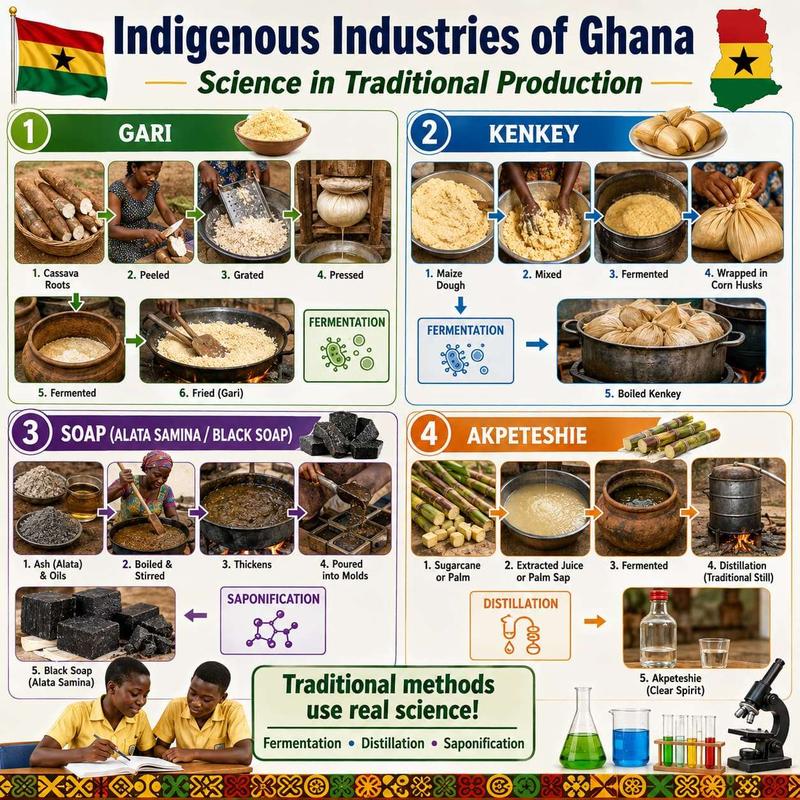 Indigenous Industries of Ghana
Science in Traditional Production
1
GARI
1. Cassava
Roots
2. Peeled
3. Grated
4. Pressed
5. Fermented
6. Fried (Gari)
FERMENTATION
2
KENKEY
1. Maize
Dough
2. Mixed
3. Fermented
4. Wrapped in
Corn Husks
FERMENTATION
5. Boiled Kenkey
3
SOAP (ALATA SAMINA / BLACK SOAP)
1. Ash (Alata)
& Oils
2. Boiled &
Stirred
3. Thickens
4. Poured
into Molds
SAPONIFICATION
5. Black Soap
(Alata Samina)
4
AKPETESHIE
1. Sugarcane
or Palm
2. Extracted Juice
or Palm Sap
3. Fermented
4. Distillation
(Traditional Still)
DISTILLATION
5. Akpeteshie
(Clear Spirit)
Traditional methods
use real science!
Fermentation • Distillation • Saponification